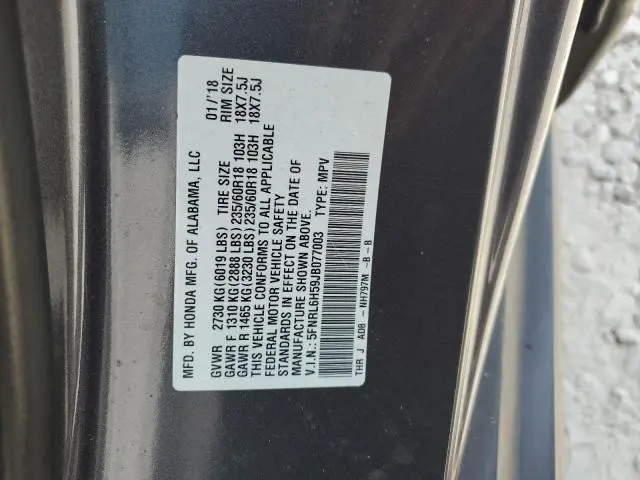 MFD. BY HONDA MFG. OF ALABAMA, LLC 01/'18
GVWR 2730 KG(6019 LBS) TIRE SIZE RIM SIZE
GAWR F 1310 KG(2888 LBS) 235/60R18 103H 18X7.5J
GAWR R 1465 KG(3230 LBS) 235/60R18 103H 18X7.5J
THIS VEHICLE CONFORMS TO ALL APPLICABLE
FEDERAL MOTOR VEHICLE SAFETY
STANDARDS IN EFFECT ON THE DATE OF
MANUFACTURE SHOWN ABOVE.
V.I.N.: 5FNRL6H59JB077003 TYPE: MPV
THR J A08 - NH797M -B-B